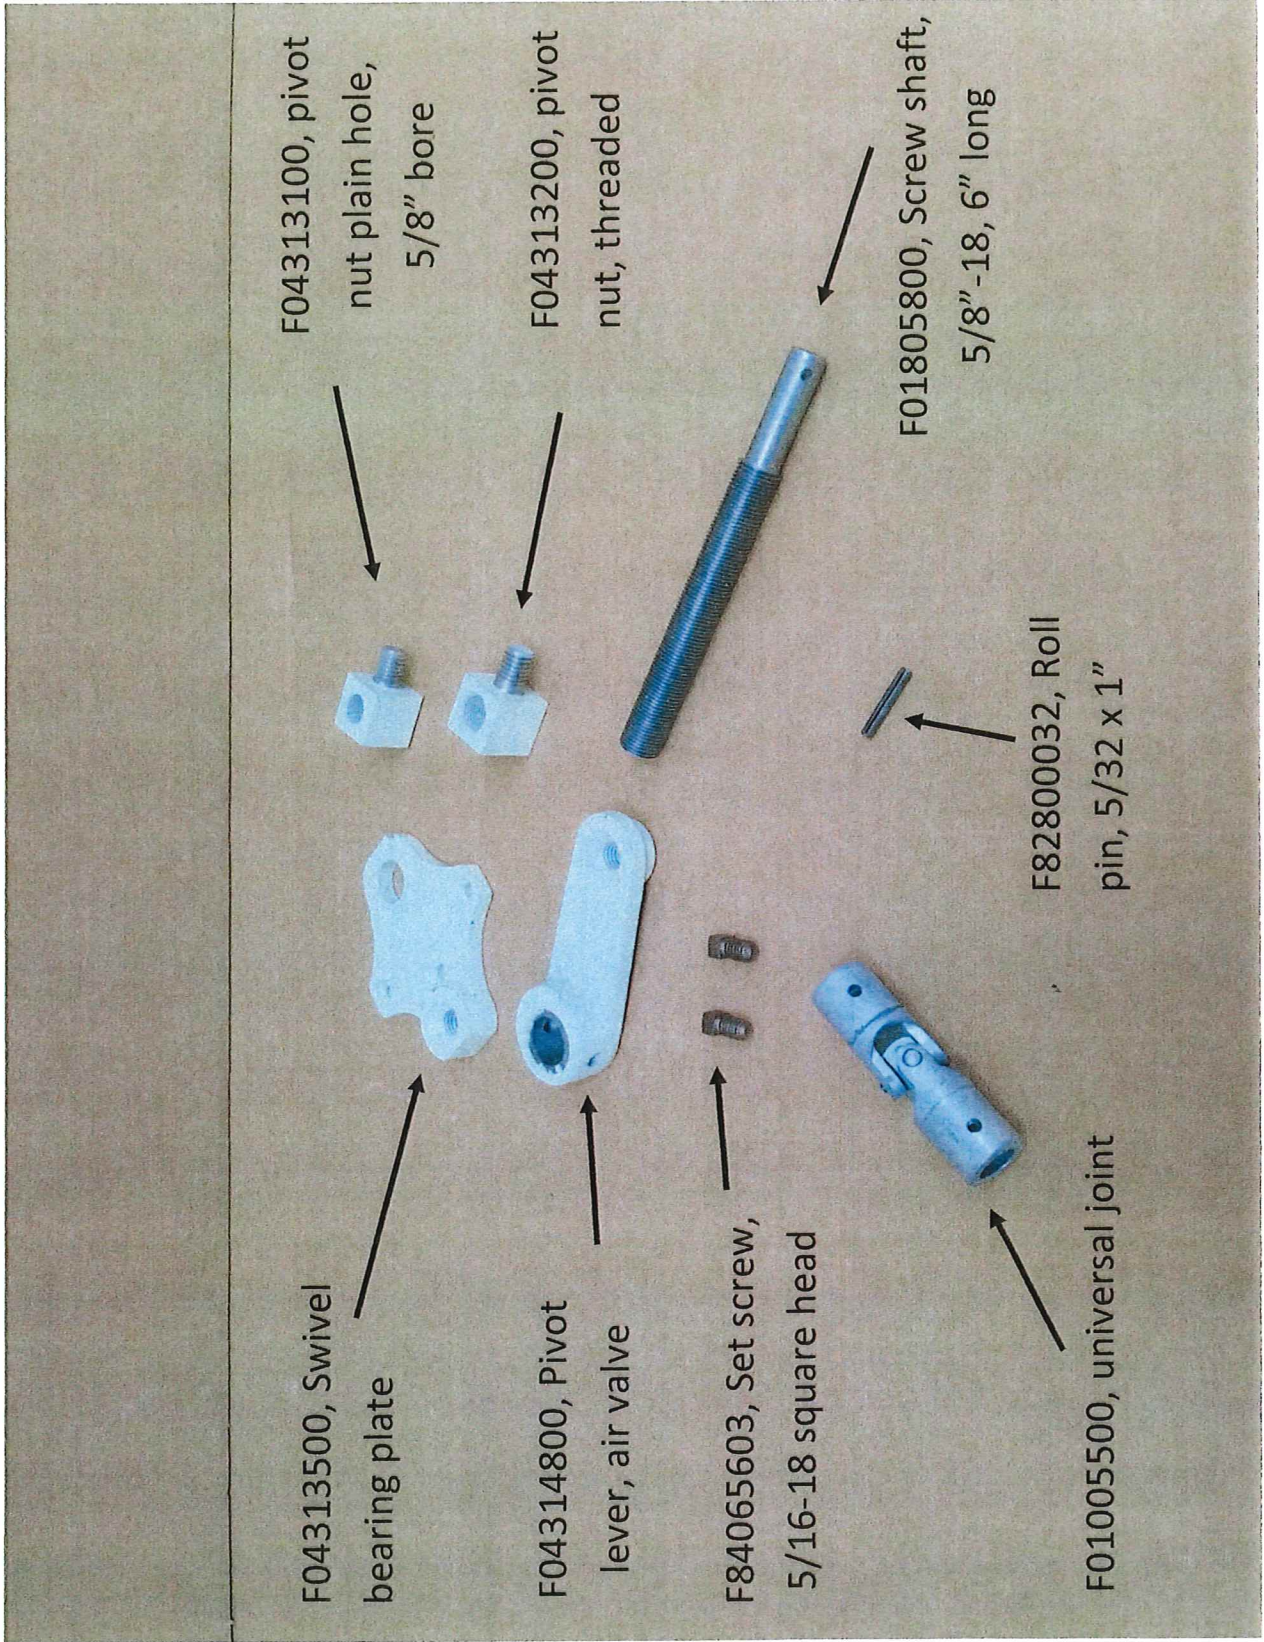 F04313500, Swivel
bearing plate
F04314800, Pivot
lever, air valve
F84065603, Set screw,
5/16-18 square head
F01005500, universal joint
F04313100, pivot
nut plain hole,
5/8” bore
F04313200, pivot
nut, threaded
F01805800, Screw shaft,
5/8”-18, 6” long
F82800032, Roll
pin, 5/32 x 1”